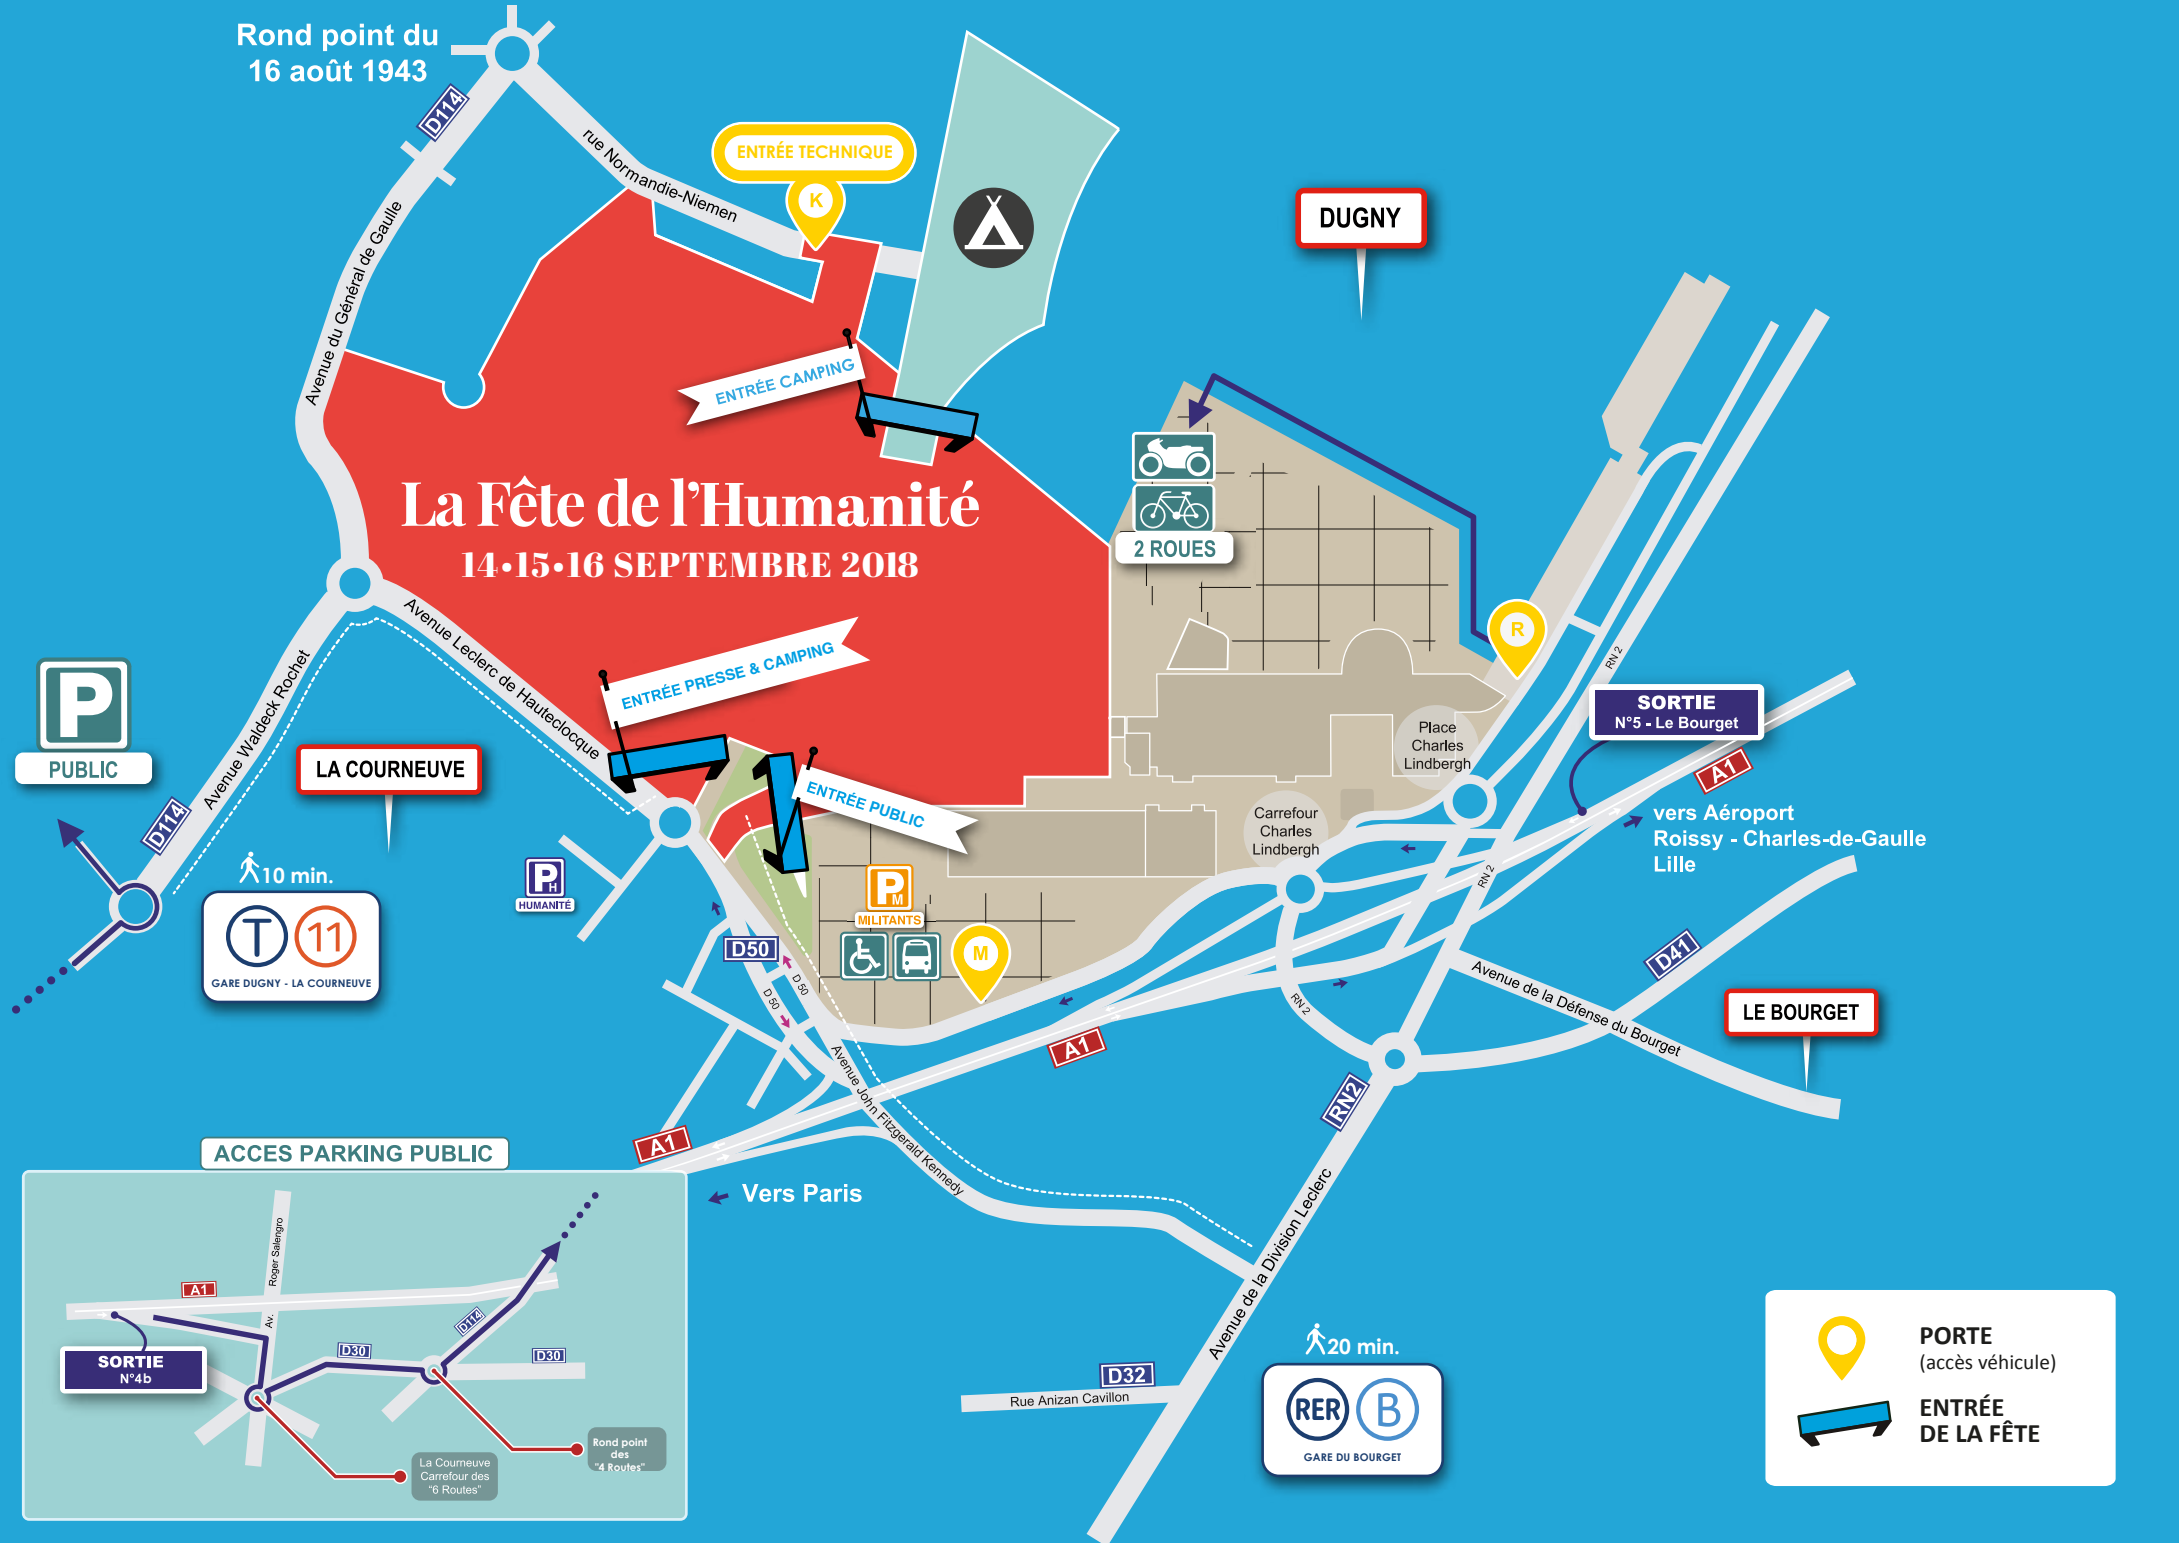 Rond point du
16 août 1943
D114
Avenue du Général de Gaulle
rue Normandie-Niemen
ENTRÉE TECHNIQUE
K
DUGNY
ENTRÉE CAMPING
La Fête de l'Humanité
14•15•16 SEPTEMBRE 2018
2 ROUES
R
RN 2
SORTIE
N°5 - Le Bourget
A1
vers Aéroport
Roissy - Charles-de-Gaulle
Lille
Place
Charles
Lindbergh
Carrefour
Charles
Lindbergh
RN 2
Avenue Leclerc de Hauteclocque
ENTRÉE PRESSE & CAMPING
ENTRÉE PUBLIC
P
PUBLIC
Avenue Waldeck Rochet
D114
LA COURNEUVE
10 min.
T 11
GARE DUGNY - LA COURNEUVE
PH
HUMANITÉ
PM
MILITANTS
M
D50
D 50
D 50
RN 2
D41
Avenue de la Défense du Bourget
LE BOURGET
A1
RN2
Avenue John Fitzgerald Kennedy
A1
Vers Paris
Avenue de la Division Leclerc
D32
Rue Anizan Cavillon
20 min.
RER B
GARE DU BOURGET
ACCES PARKING PUBLIC
A1
Av. Roger Salengro
SORTIE
N°4b
D30
D114
D30
La Courneuve
Carrefour des
"6 Routes"
Rond point
des
"4 Routes"
PORTE
(accès véhicule)
ENTRÉE
DE LA FÊTE